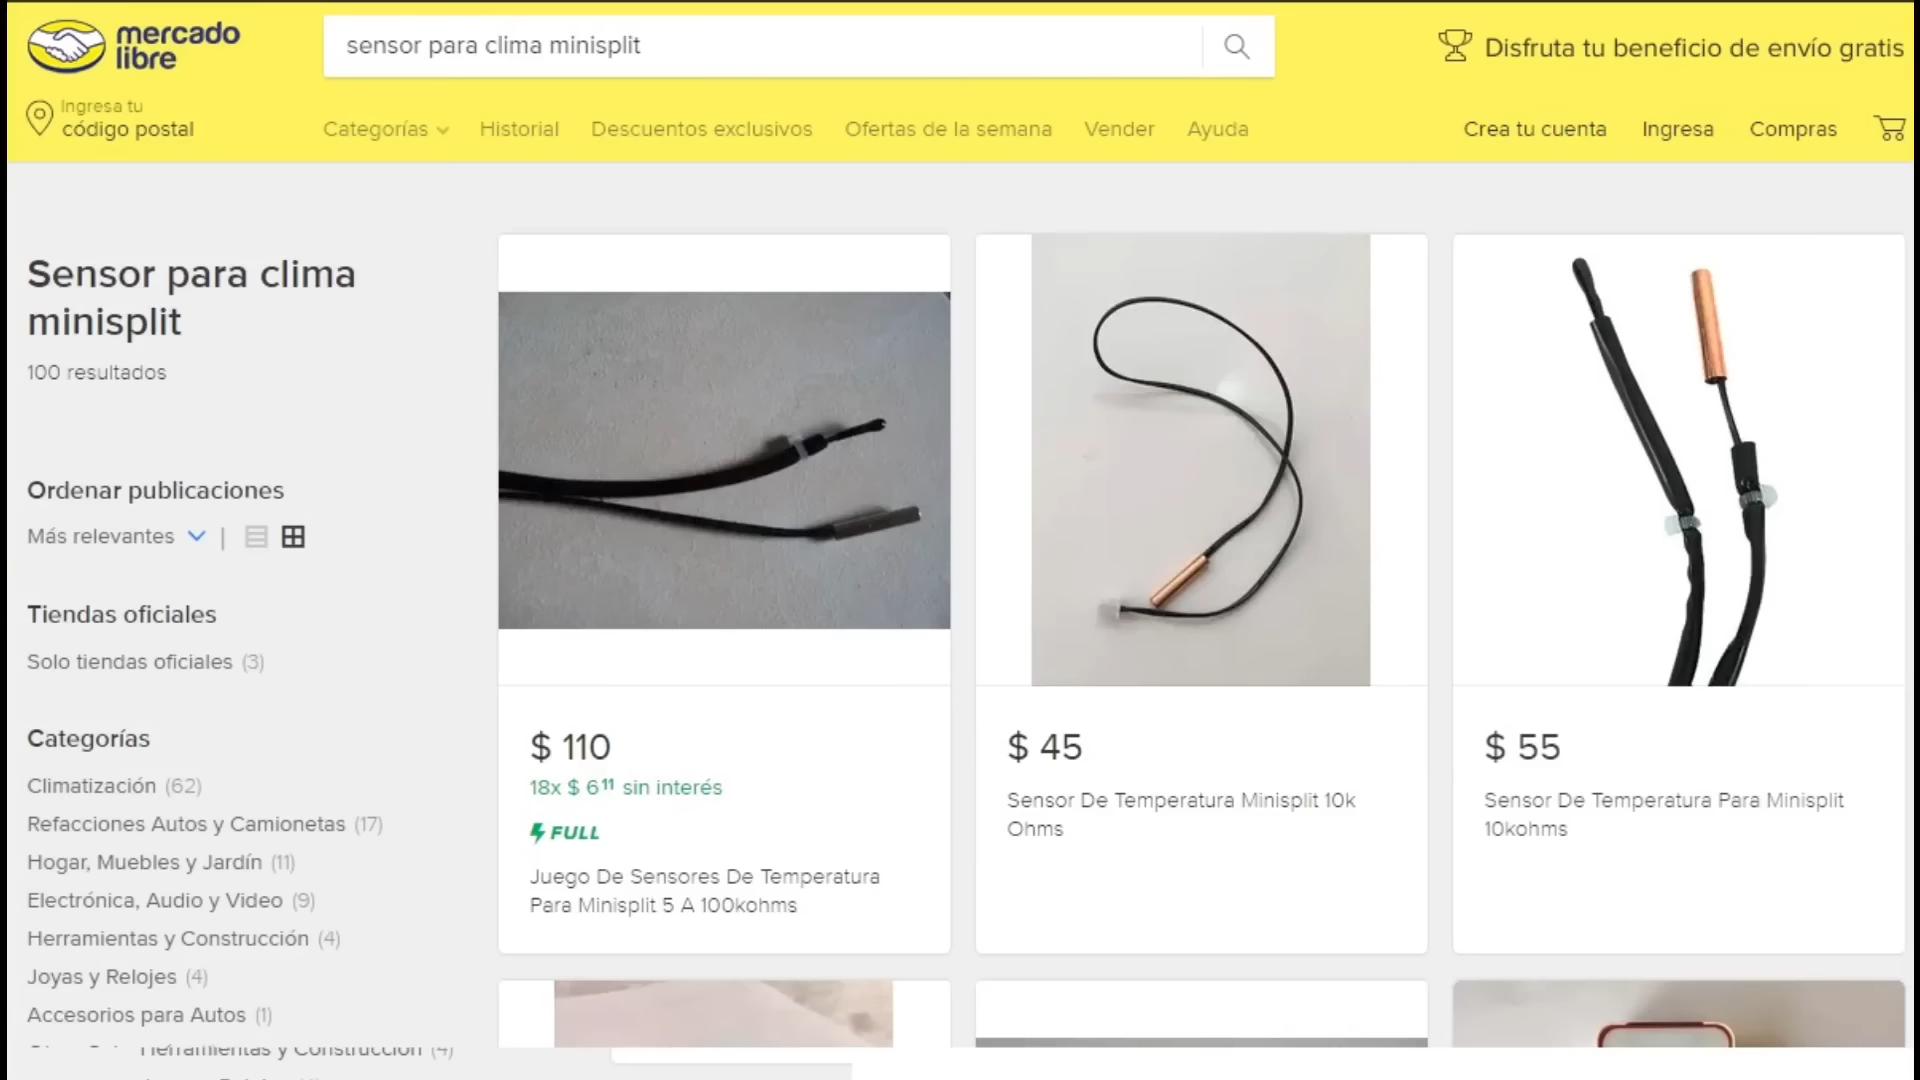 mercado
libre
sensor para clima minisplit
Disfruta tu beneficio de envío gratis
Ingresa tu
código postal
Categorías
Historial
Descuentos exclusivos
Ofertas de la semana
Vender
Ayuda
Crea tu cuenta
Ingresa
Compras
Sensor para clima
minisplit
100 resultados
Ordenar publicaciones
Más relevantes
Tiendas oficiales
Solo tiendas oficiales (3)
Categorías
Climatización (62)
Refacciones Autos y Camionetas (17)
Hogar, Muebles y Jardín (11)
Electrónica, Audio y Video (9)
Herramientas y Construcción (4)
Joyas y Relojes (4)
Accesorios para Autos (1)
Herramientas y Construcción (4)
$ 110
18x $ 6¹¹ sin interés
FULL
Juego De Sensores De Temperatura
Para Minisplit 5 A 100kohms
$ 45
Sensor De Temperatura Minisplit 10k
Ohms
$ 55
Sensor De Temperatura Para Minisplit
10kohms